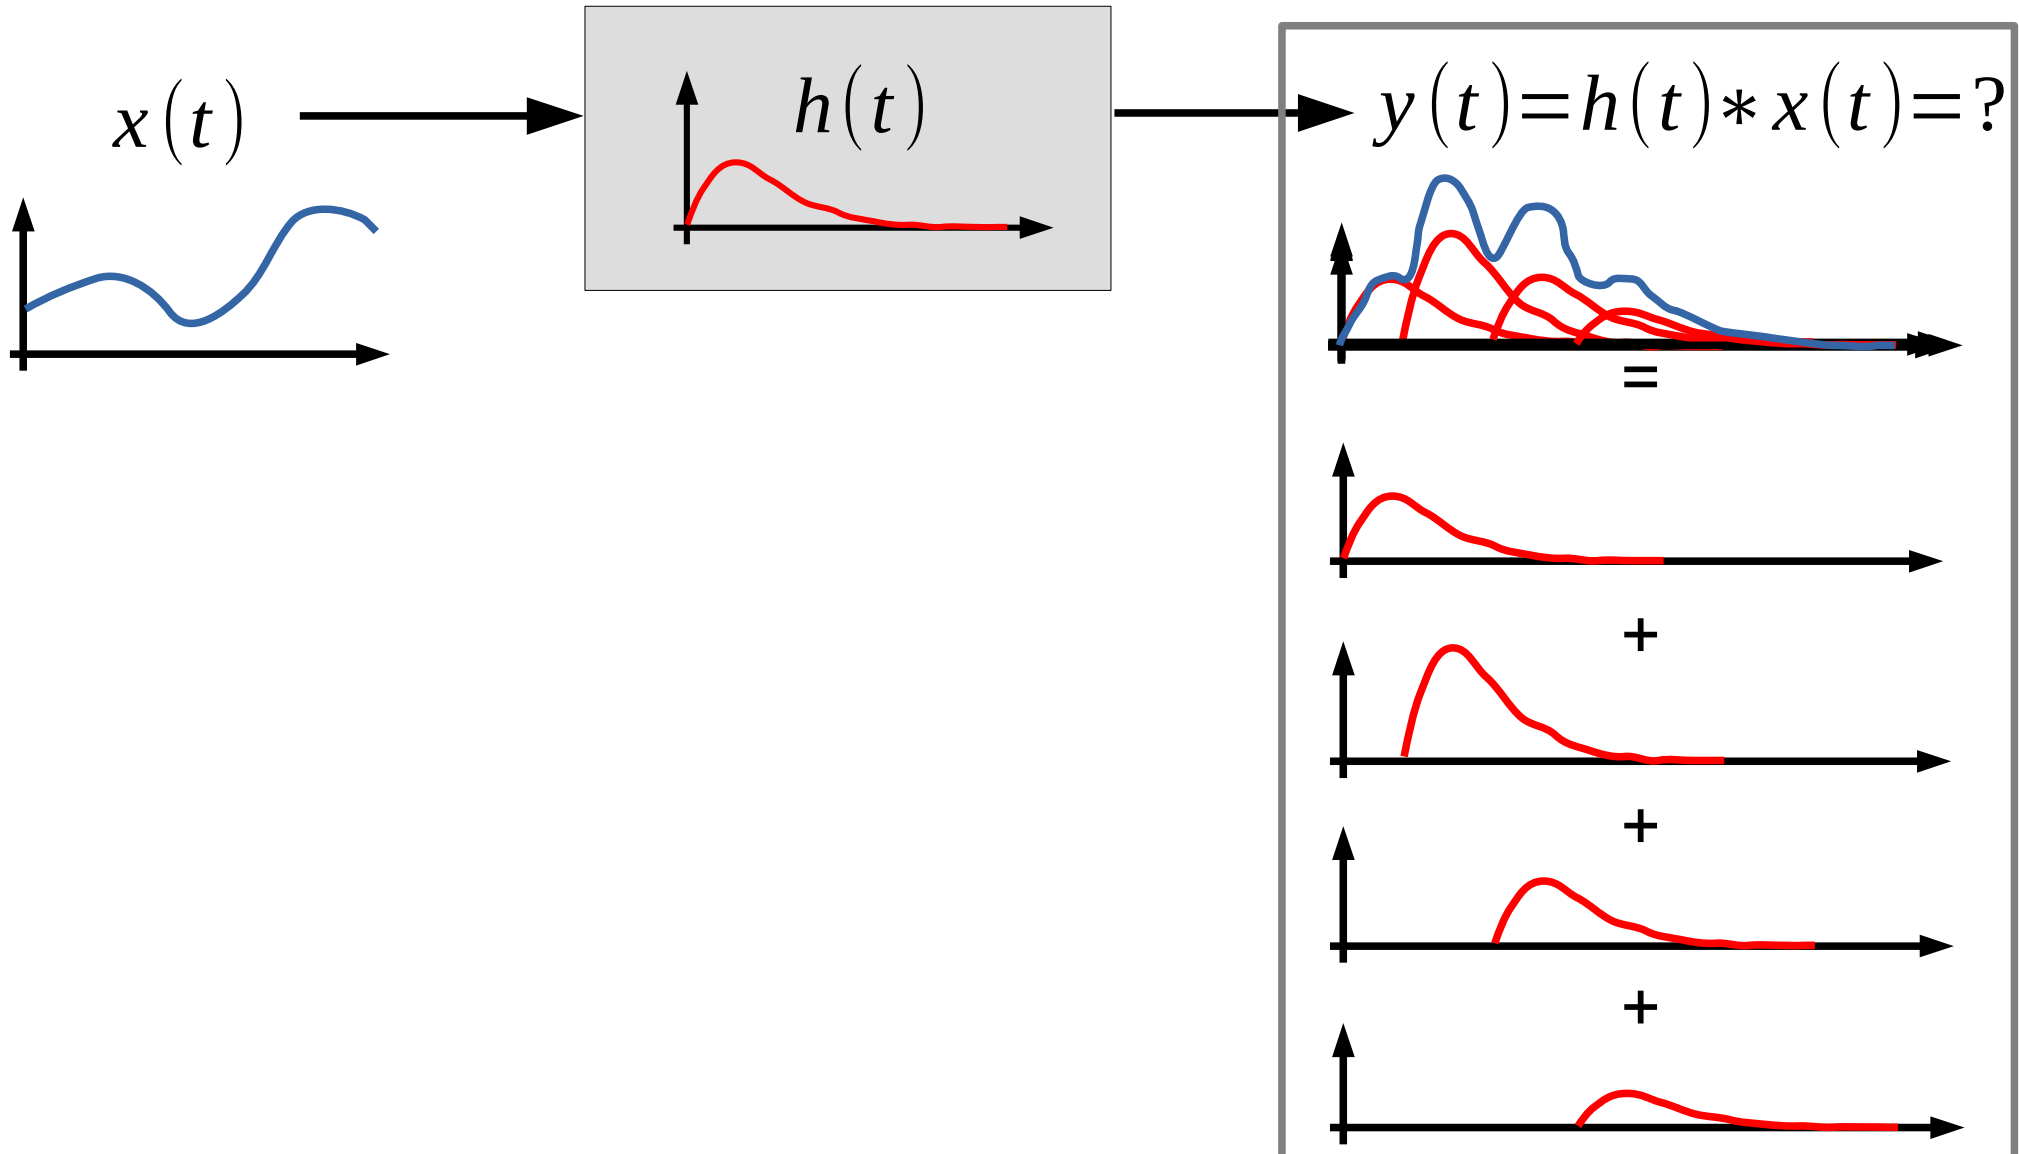 x(t)
h(t)
y(t)=h(t)∗x(t)=?
=
+
+
+